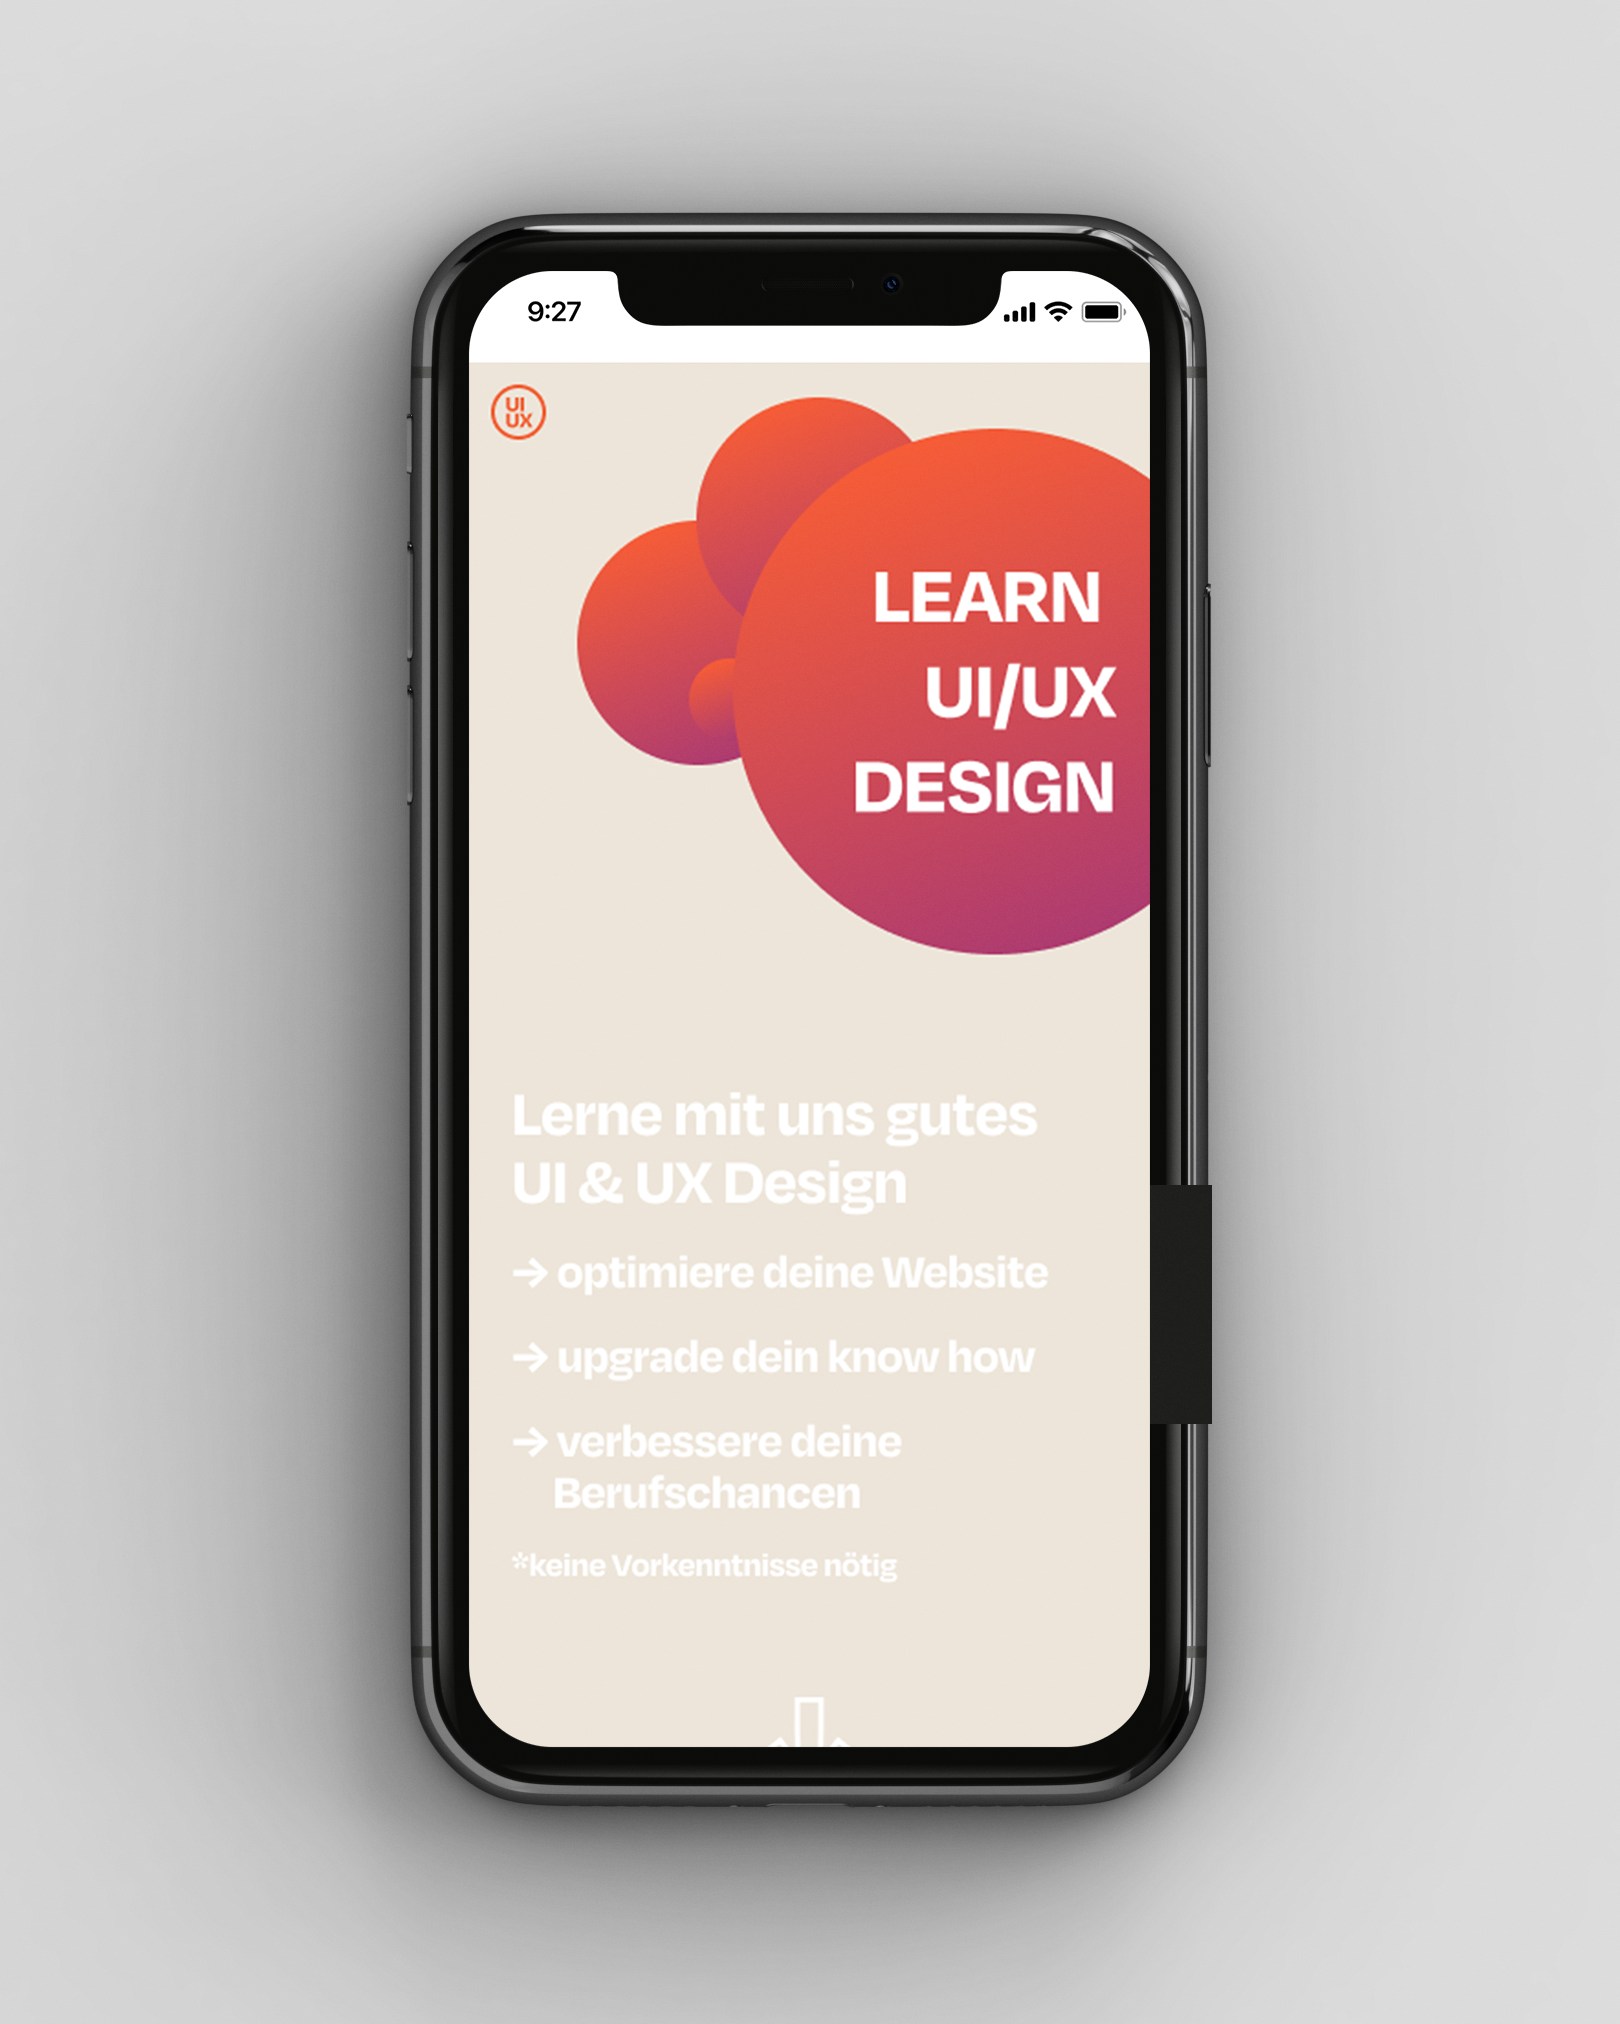 9:27
UI
UX
LEARN
UI/UX
DESIGN
Lerne mit uns gutes
UI & UX Design
→ optimiere deine Website
→ upgrade dein know how
→ verbessere deine
Berufschancen
*keine Vorkenntnisse nötig